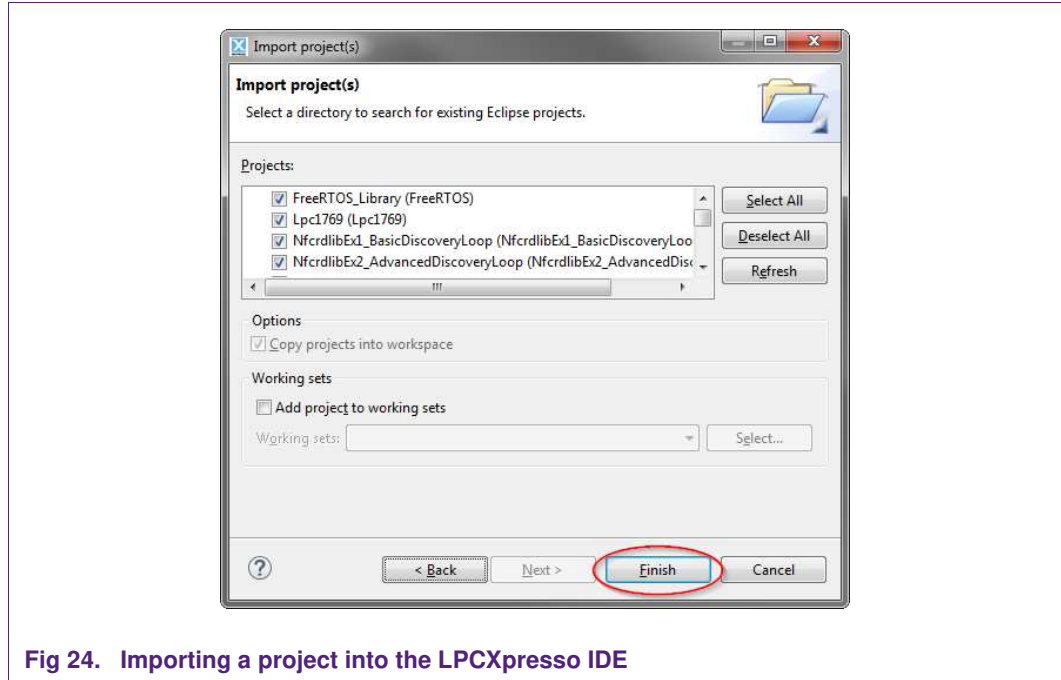 Import project(s)
Import project(s)
Select a directory to search for existing Eclipse projects.
Projects:
FreeRTOS_Library (FreeRTOS)
Lpc1769 (Lpc1769)
NfcrdlibEx1_BasicDiscoveryLoop (NfcrdlibEx1_BasicDiscoveryLoo
NfcrdlibEx2_AdvancedDiscoveryLoop (NfcrdlibEx2_AdvancedDisc
Select All
Deselect All
Refresh
Options
Copy projects into workspace
Working sets
Add project to working sets
Working sets:
Select...
< Back
Next >
Finish
Cancel
Fig 24. Importing a project into the LPCXpresso IDE